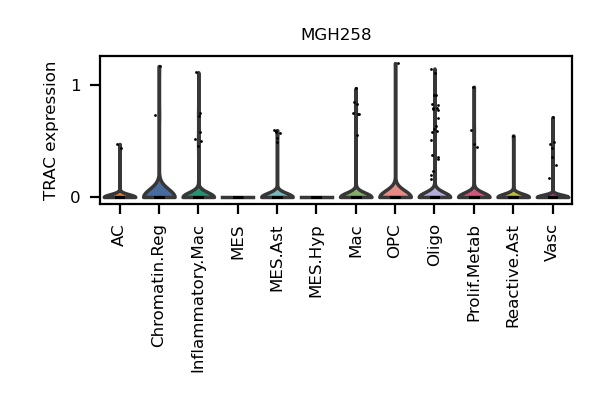 MGH258
TRAC expression
1
0
AC
Chromatin.Reg
Inflammatory.Mac
MES
MES.Ast
MES.Hyp
Mac
OPC
Oligo
Prolif.Metab
Reactive.Ast
Vasc